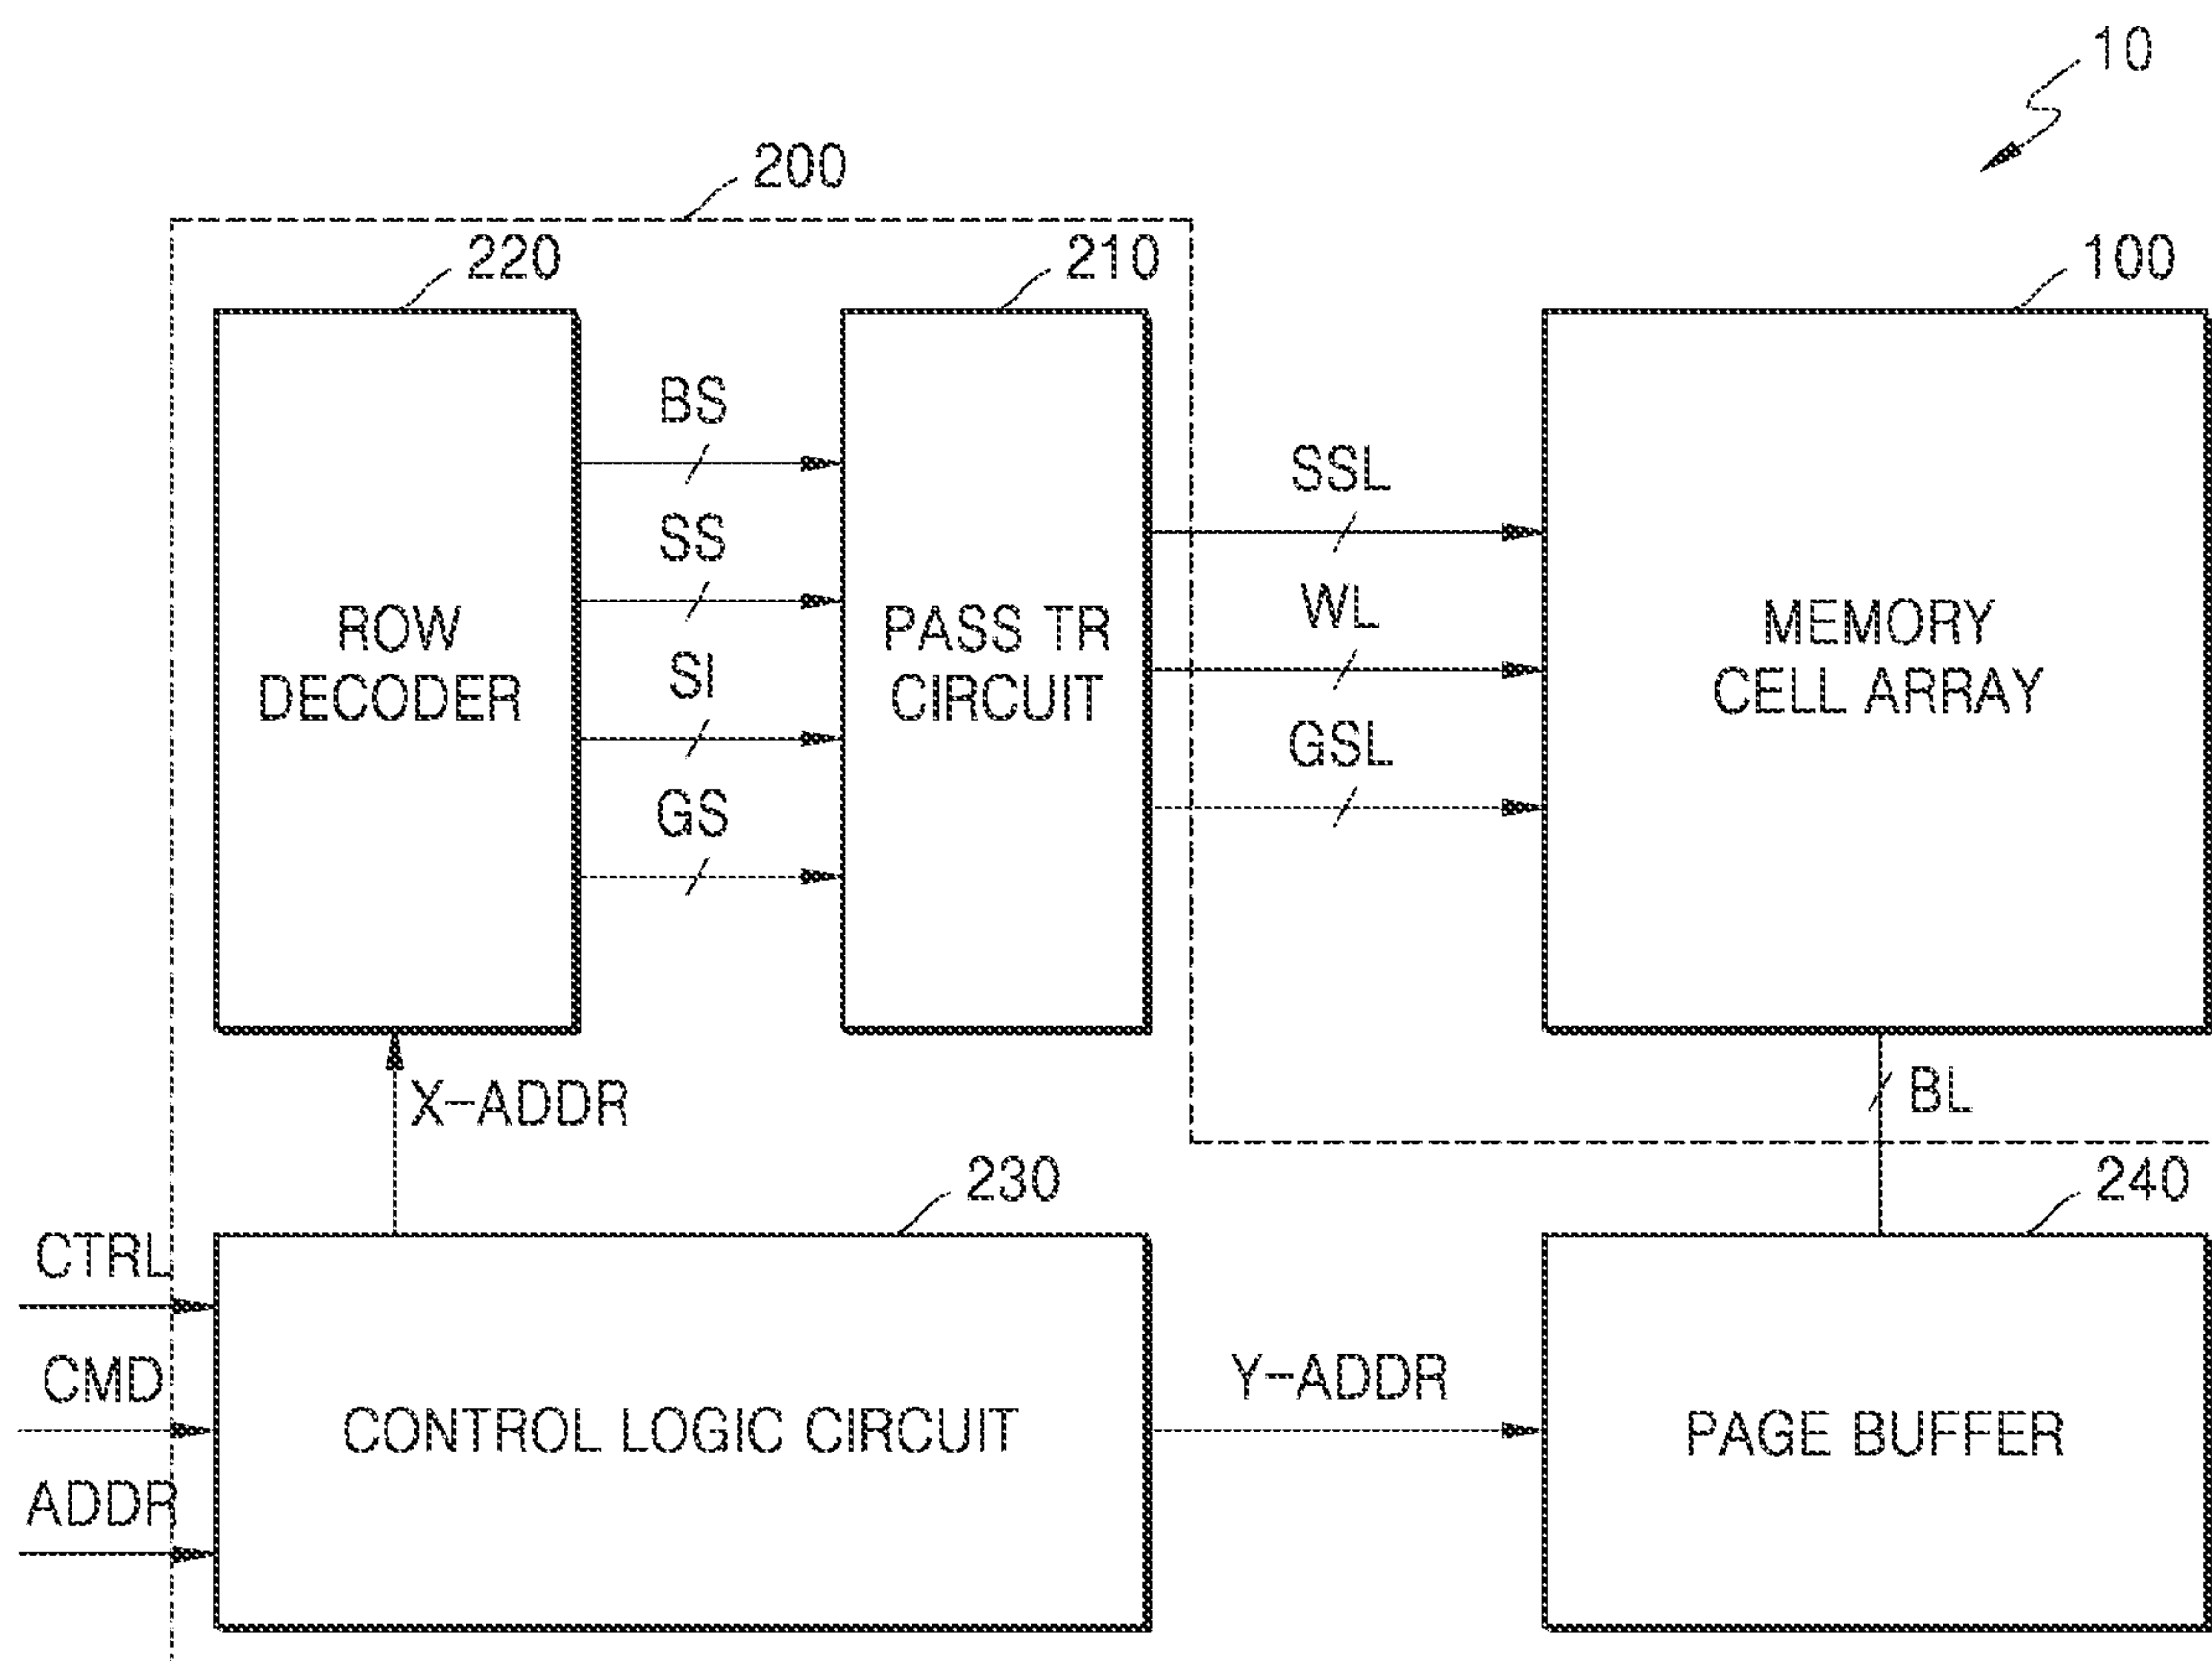 10
200
220
210
100
BS
SS
SI
GS
SSL
WL
GSL
ROW
DECODER
PASS TR
CIRCUIT
MEMORY
CELL ARRAY
X-ADDR
BL
230
240
CTRL
CMD
ADDR
CONTROL LOGIC CIRCUIT
Y-ADDR
PAGE BUFFER